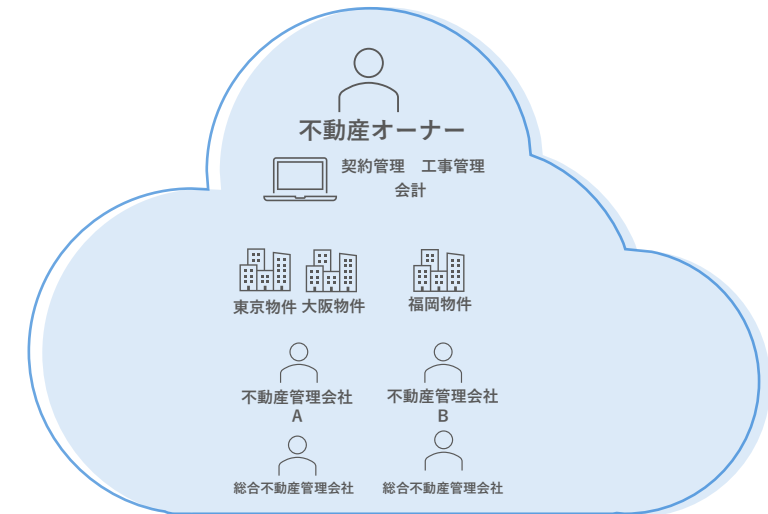 不動産オーナー
契約管理　工事管理
会計
東京物件 大阪物件 福岡物件
不動産管理会社 不動産管理会社
A B
総合不動産管理会社 総合不動産管理会社